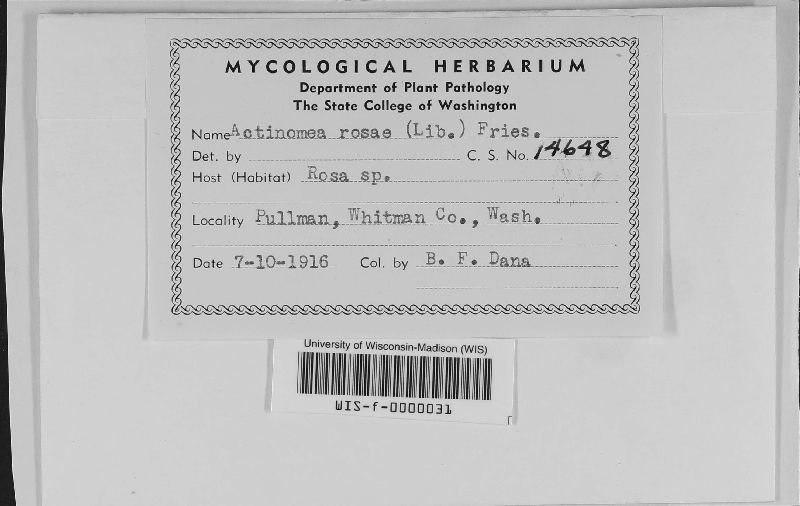 MYCOLOGICAL HERBARIUM
Department of Plant Pathology
The State College of Washington
Name Actinomea rosae (Lib.) Fries.
Det. by C. S. No. 14648
Host (Habitat) Rosa sp.
Locality Pullman, Whitman Co., Wash.
Date 7-10-1916 Col. by B. F. Dana
University of Wisconsin-Madison (WIS)
WIS-f-0000031